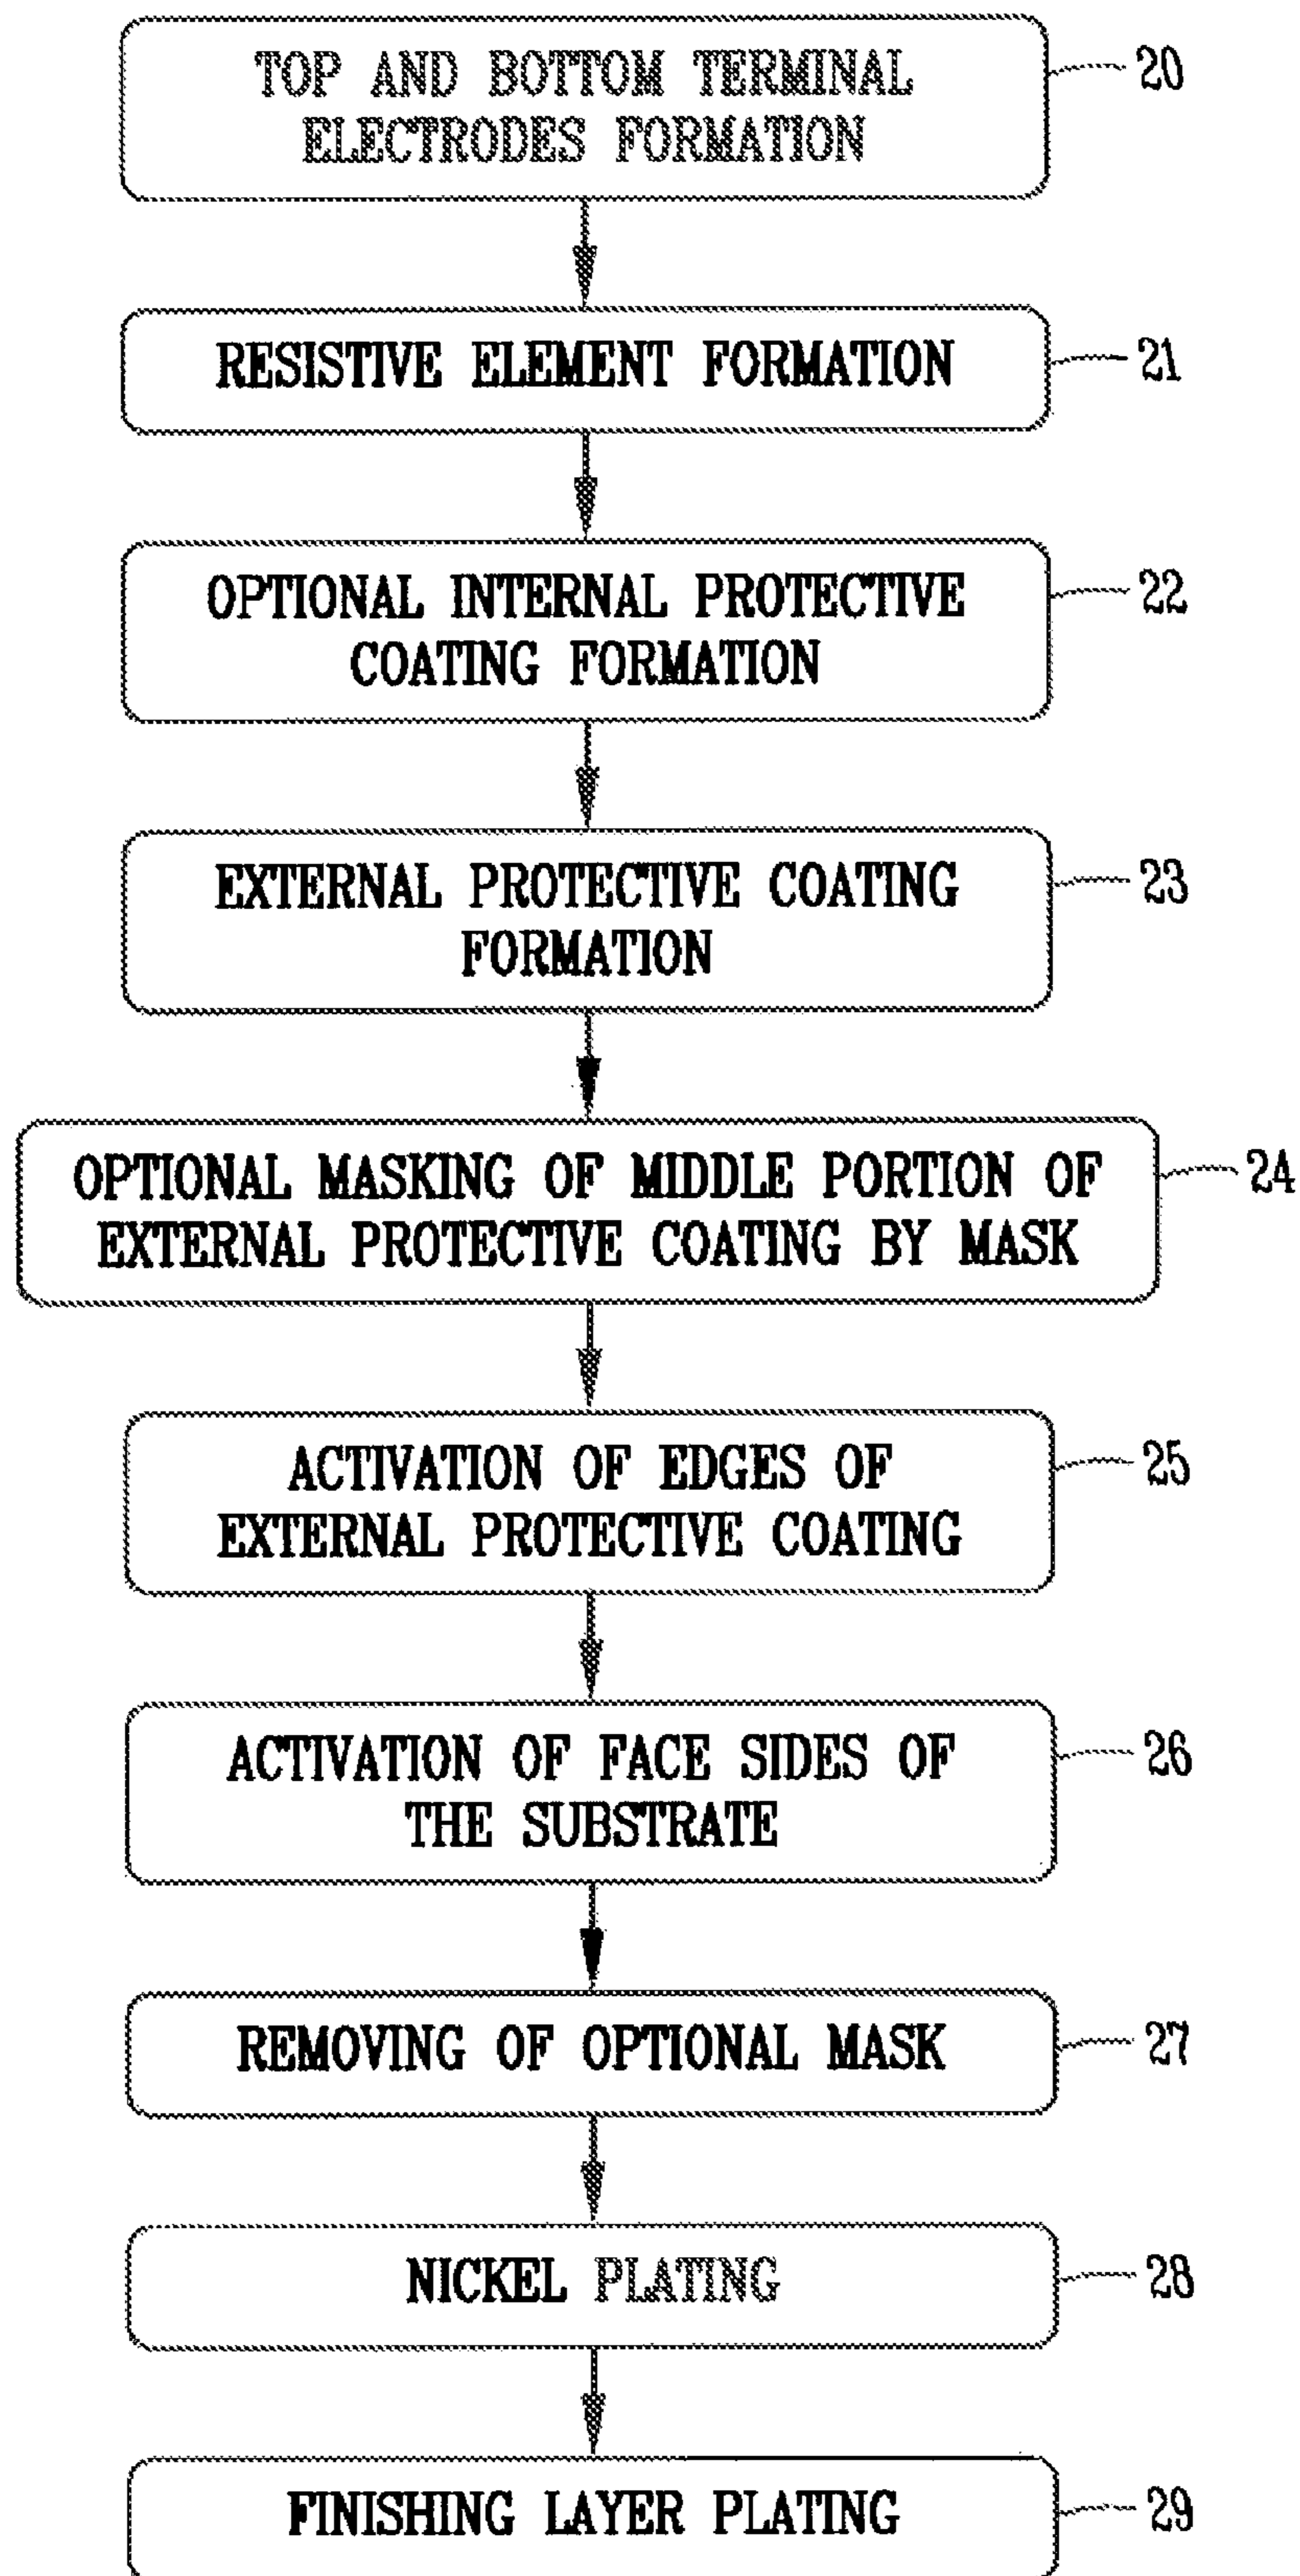 TOP AND BOTTOM TERMINAL
ELECTRODES FORMATION
20
RESISTIVE ELEMENT FORMATION
21
OPTIONAL INTERNAL PROTECTIVE
COATING FORMATION
22
EXTERNAL PROTECTIVE COATING
FORMATION
23
OPTIONAL MASKING OF MIDDLE PORTION OF
EXTERNAL PROTECTIVE COATING BY MASK
24
ACTIVATION OF EDGES OF
EXTERNAL PROTECTIVE COATING
25
ACTIVATION OF FACE SIDES OF
THE SUBSTRATE
26
REMOVING OF OPTIONAL MASK
27
NICKEL PLATING
28
FINISHING LAYER PLATING
29